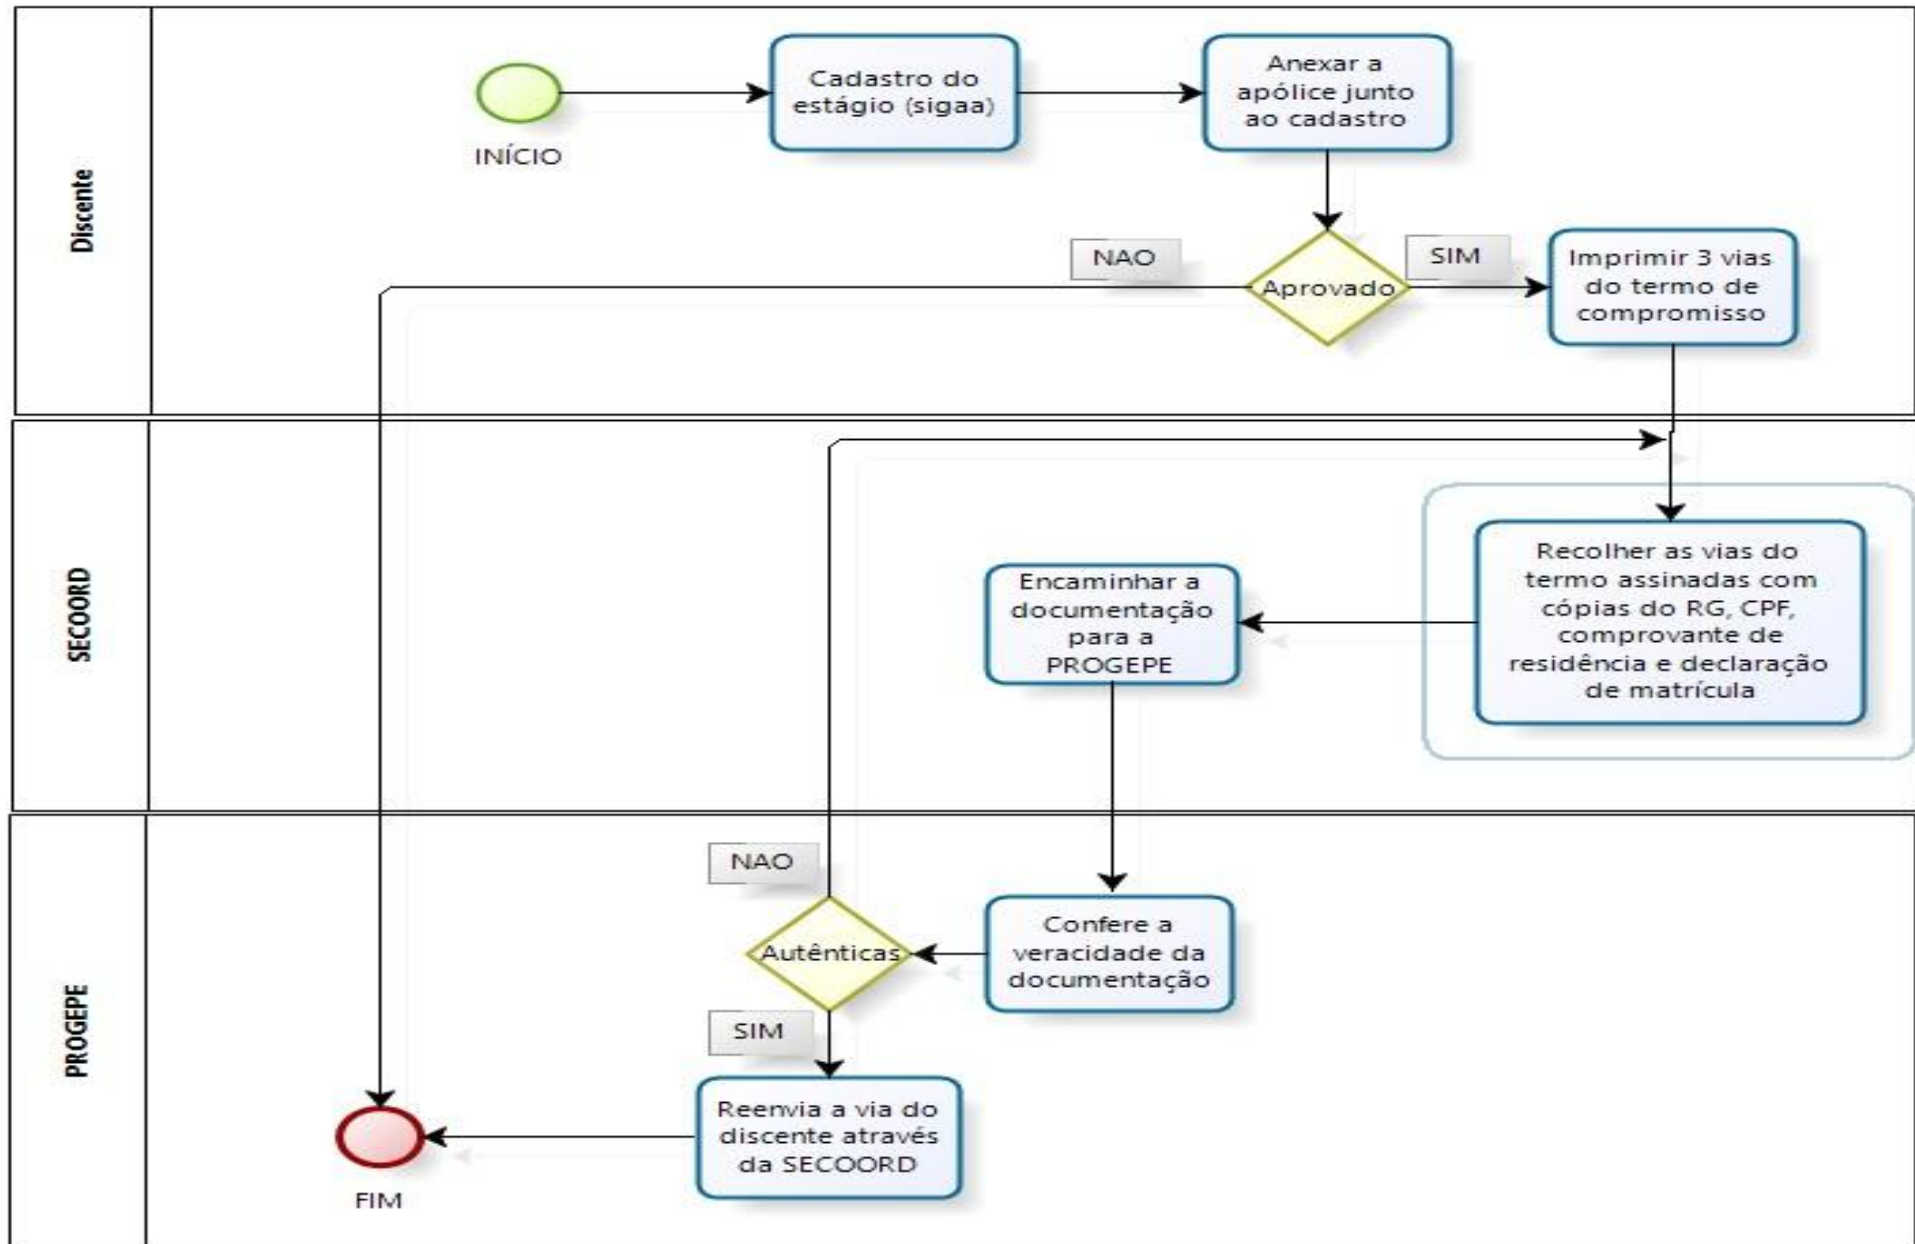 Discente
INÍCIO
Cadastro do
estágio (sigaa)
Anexar a
apólice junto
ao cadastro
NAO
Aprovado
SIM
Imprimir 3 vias
do termo de
compromisso
SECOORD
Recolher as vias do
termo assinadas com
cópias do RG, CPF,
comprovante de
residência e declaração
de matrícula
Encaminhar a
documentação
para a
PROGEPE
PROGEPE
Confere a
veracidade da
documentação
NAO
Autênticas
SIM
Reenvia a via do
discente através
da SECOORD
FIM